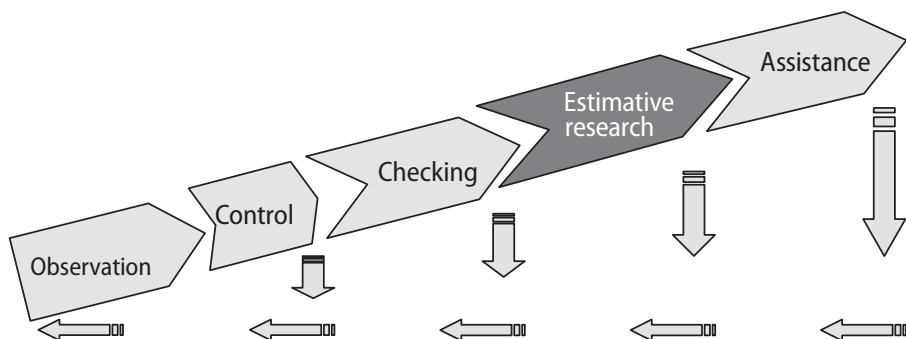 Observation
Control
Checking
Estimative
research
Assistance